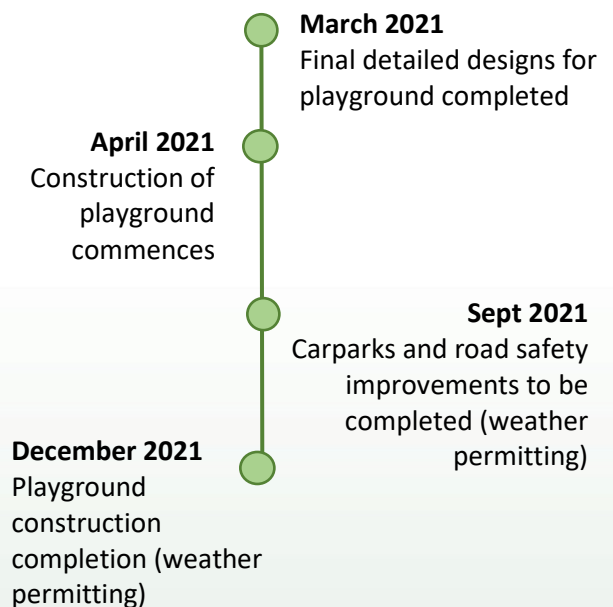 March 2021
Final detailed designs for
playground completed
April 2021
Construction of
playground
commences
Sept 2021
Carparks and road safety
improvements to be
completed (weather
permitting)
December 2021
Playground
construction
completion (weather
permitting)